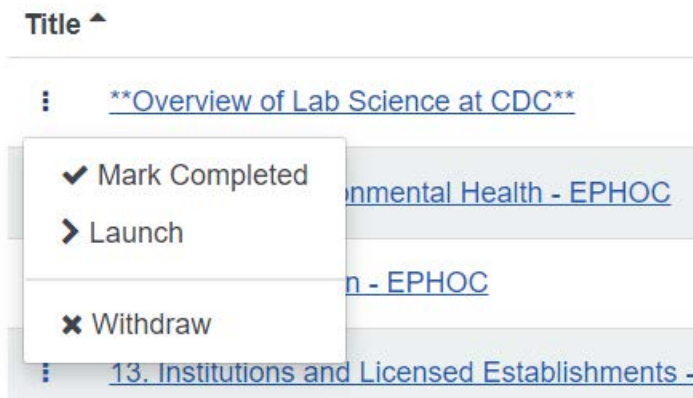 Title
**Overview of Lab Science at CDC**
Mark Completed
Health - EPHOC
Launch
- EPHOC
Withdraw
13. Institutions and Licensed Establishments -